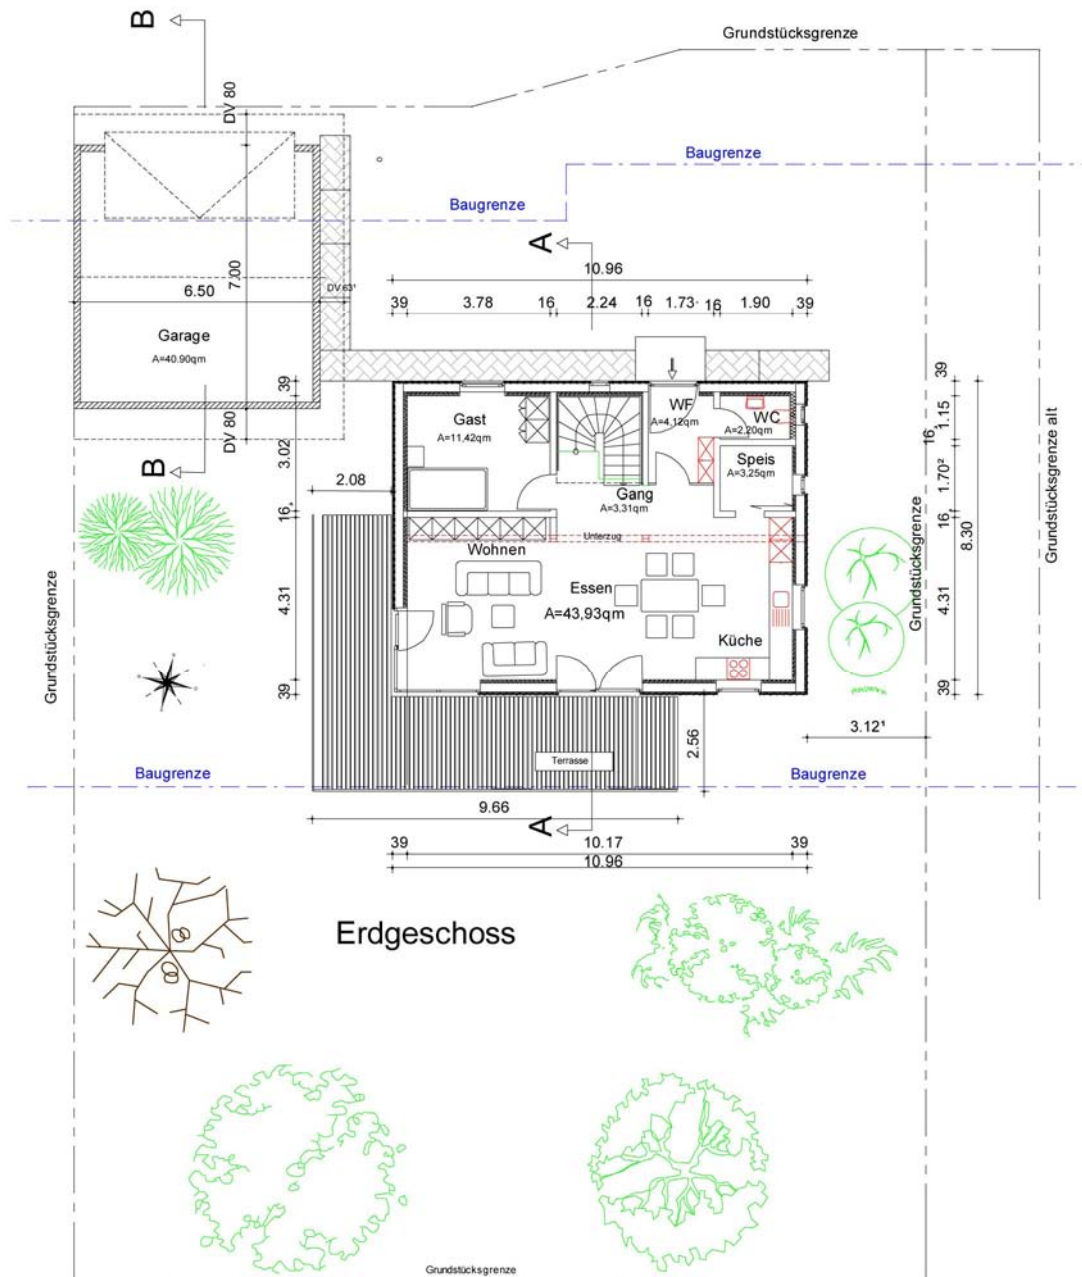 B
Grundstücksgrenze
DV 80
Baugrenze
Baugrenze
A
10.96
7.00
6.50
DV 63¹
39 3.78 16 2.24 16 1.73 16 1.90 39
Garage
A=40.90qm
39
39
Gast
A=11,42qm
WF
A=4,12qm
WC
A=2,20qm
1.15
16
DV 80
3.02
B
2.08
Speis
A=3,25qm
1.70²
Gang
A=3,31qm
16
16
Unterzug
Wohnen
8.30
Grundstücksgrenze
Grundstücksgrenze alt
Essen
A=43,93qm
4.31
4.31
Grundstücksgrenze
Küche
39
39
3.12¹
2.56
Terrasse
Baugrenze
Baugrenze
9.66
A
39 10.17 39
10.96
Erdgeschoss
Grundstücksgrenze